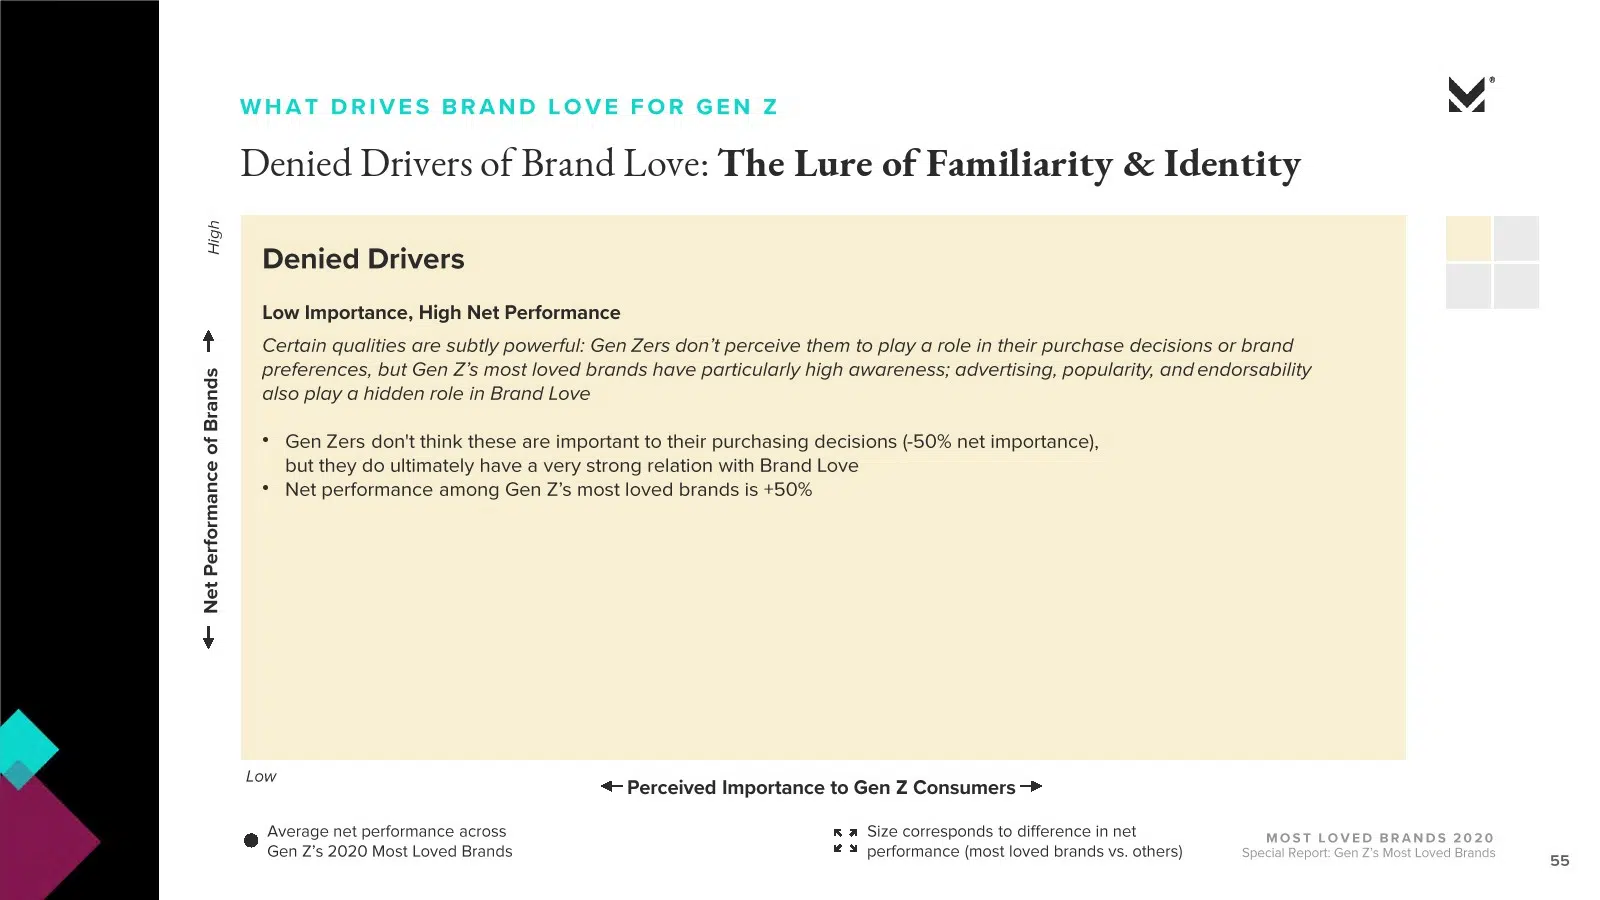 WHAT DRIVES BRAND LOVE FOR GEN Z
®
Denied Drivers of Brand Love: The Lure of Familiarity & Identity
High
Net Performance of Brands
Denied Drivers
Low Importance, High Net Performance
Certain qualities are subtly powerful: Gen Zers don’t perceive them to play a role in their purchase decisions or brand
preferences, but Gen Z’s most loved brands have particularly high awareness; advertising, popularity, and endorsability
also play a hidden role in Brand Love
• Gen Zers don't think these are important to their purchasing decisions (-50% net importance),
but they do ultimately have a very strong relation with Brand Love
• Net performance among Gen Z’s most loved brands is +50%
Low
Perceived Importance to Gen Z Consumers
Average net performance across
Gen Z’s 2020 Most Loved Brands
Size corresponds to difference in net
performance (most loved brands vs. others)
MOST LOVED BRANDS 2020
Special Report: Gen Z’s Most Loved Brands
55